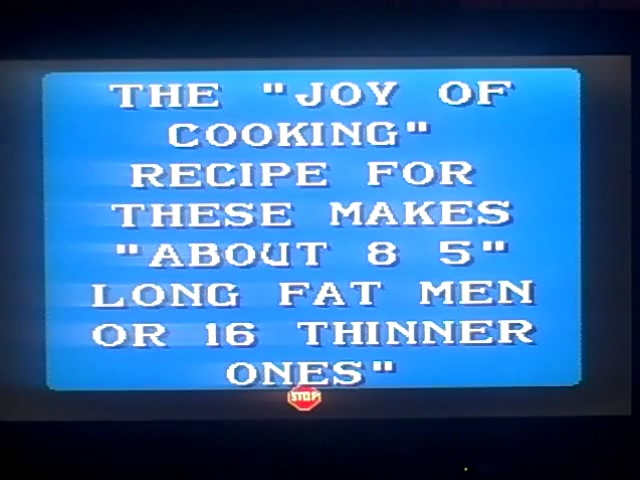 THE "JOY OF
COOKING"
RECIPE FOR
THESE MAKES
"ABOUT 8 5"
LONG FAT MEN
OR 16 THINNER
ONES"
STOP!